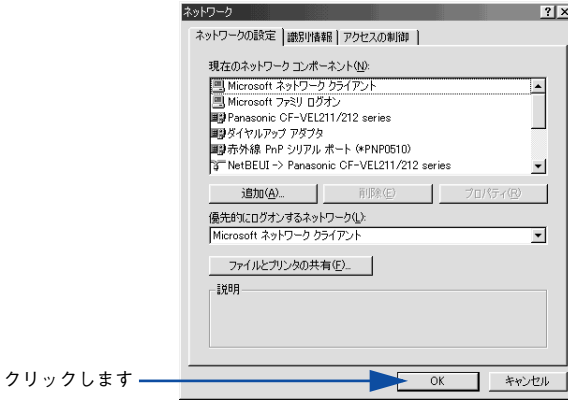 ネットワーク
ネットワークの設定 識別情報 アクセスの制御
現在のネットワーク コンポーネント(N):
Microsoft ネットワーク クライアント
Microsoft ファミリ ログオン
Panasonic CF-VEL211/212 series
ダイヤルアップ アダプタ
赤外線 PnP シリアル ポート (*PNP0510)
NetBEUI -> Panasonic CF-VEL211/212 series
追加(A)... 削除(E) プロパティ(R)
優先的にログオンするネットワーク(L):
Microsoft ネットワーク クライアント
ファイルとプリンタの共有(F)...
説明
クリックします
OK キャンセル